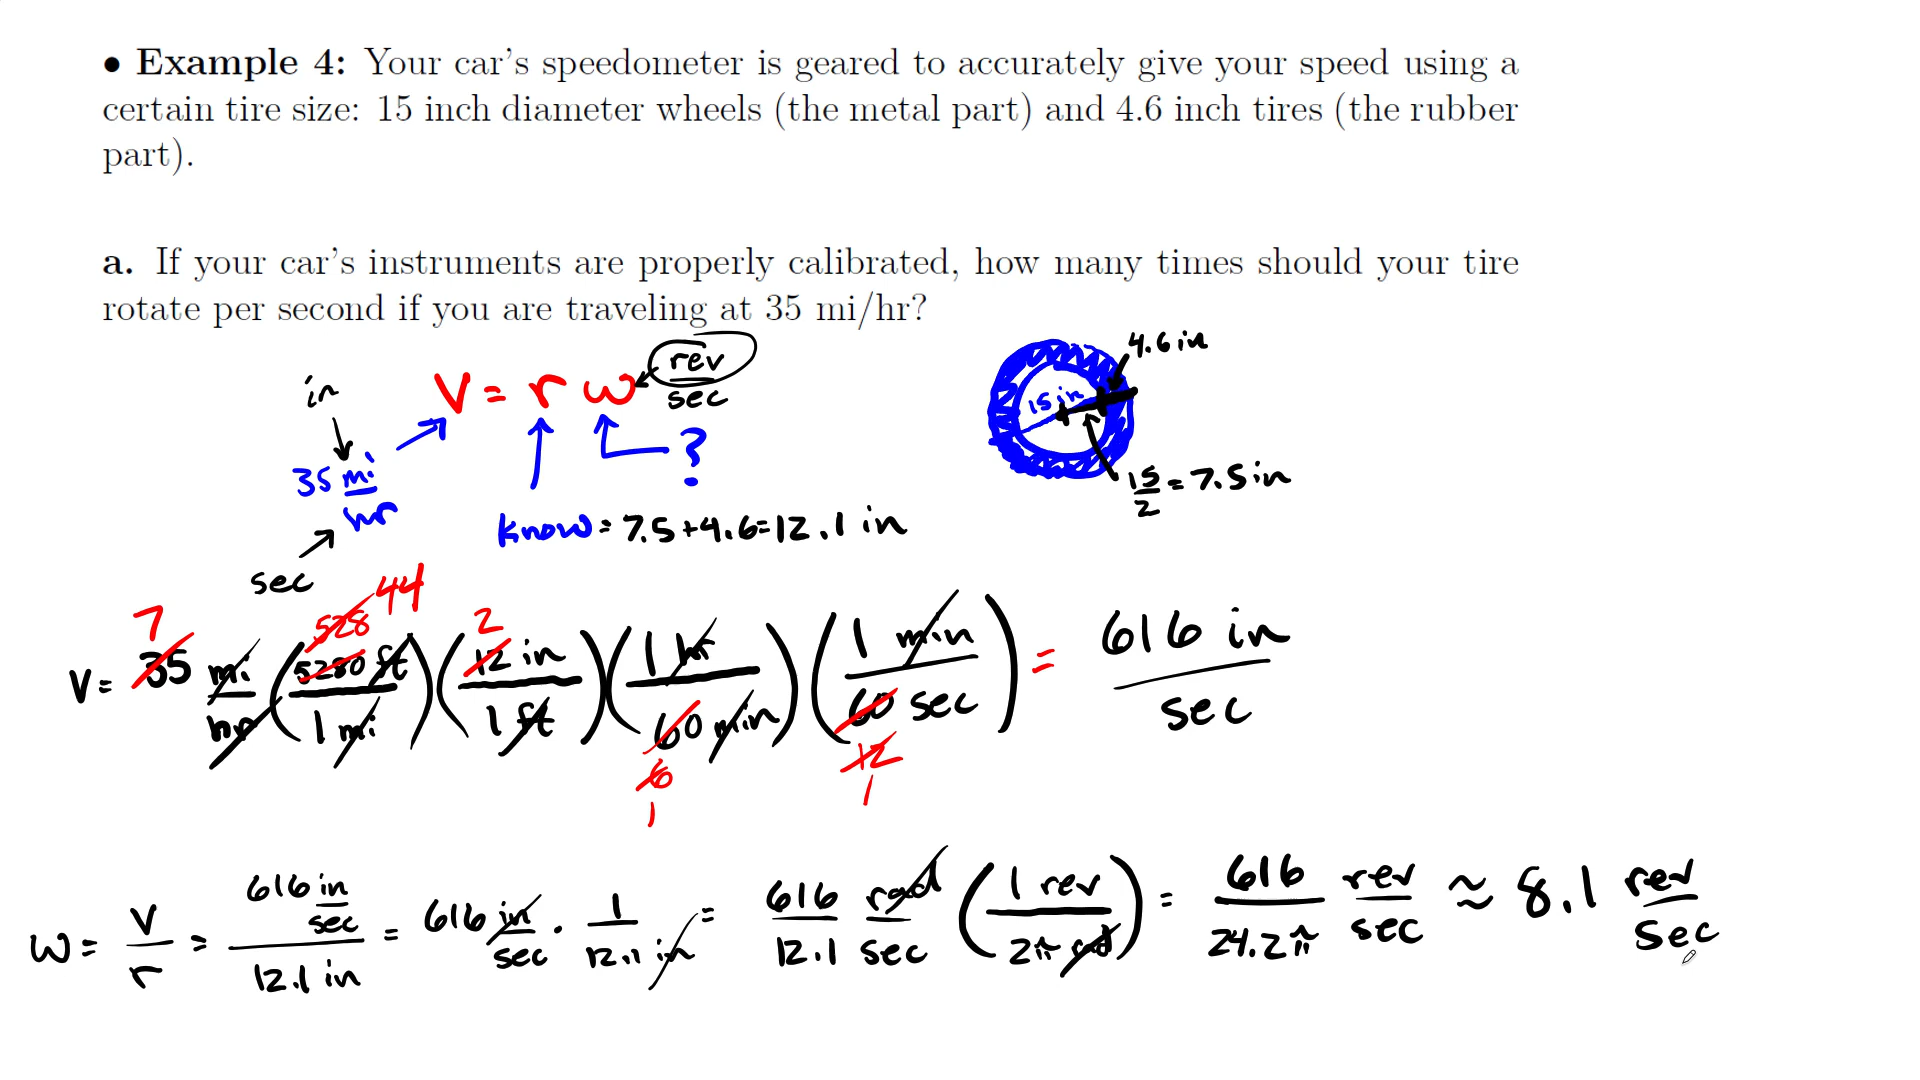 • Example 4: Your car's speedometer is geared to accurately give your speed using a
certain tire size: 15 inch diameter wheels (the metal part) and 4.6 inch tires (the rubber
part).
a. If your car's instruments are properly calibrated, how many times should your tire
rotate per second if you are traveling at 35 mi/hr?
in
V = r ω
rev
sec
4.6 in
15 in
35 mi/hr
?
15/2 = 7.5 in
know = 7.5 + 4.6 = 12.1 in
sec
7 528 44 2
V = 35 mi/hr (5280 ft / 1 mi) (12 in / 1 ft) (1 hr / 60 min) (1 min / 60 sec) = 616 in / sec
6 12
1 1
ω = v/r = 616 in/sec / 12.1 in = 616 in/sec · 1/12.1 in = 616/12.1 rad/sec (1 rev / 2π rad) = 616/24.2π rev/sec ≈ 8.1 rev/sec